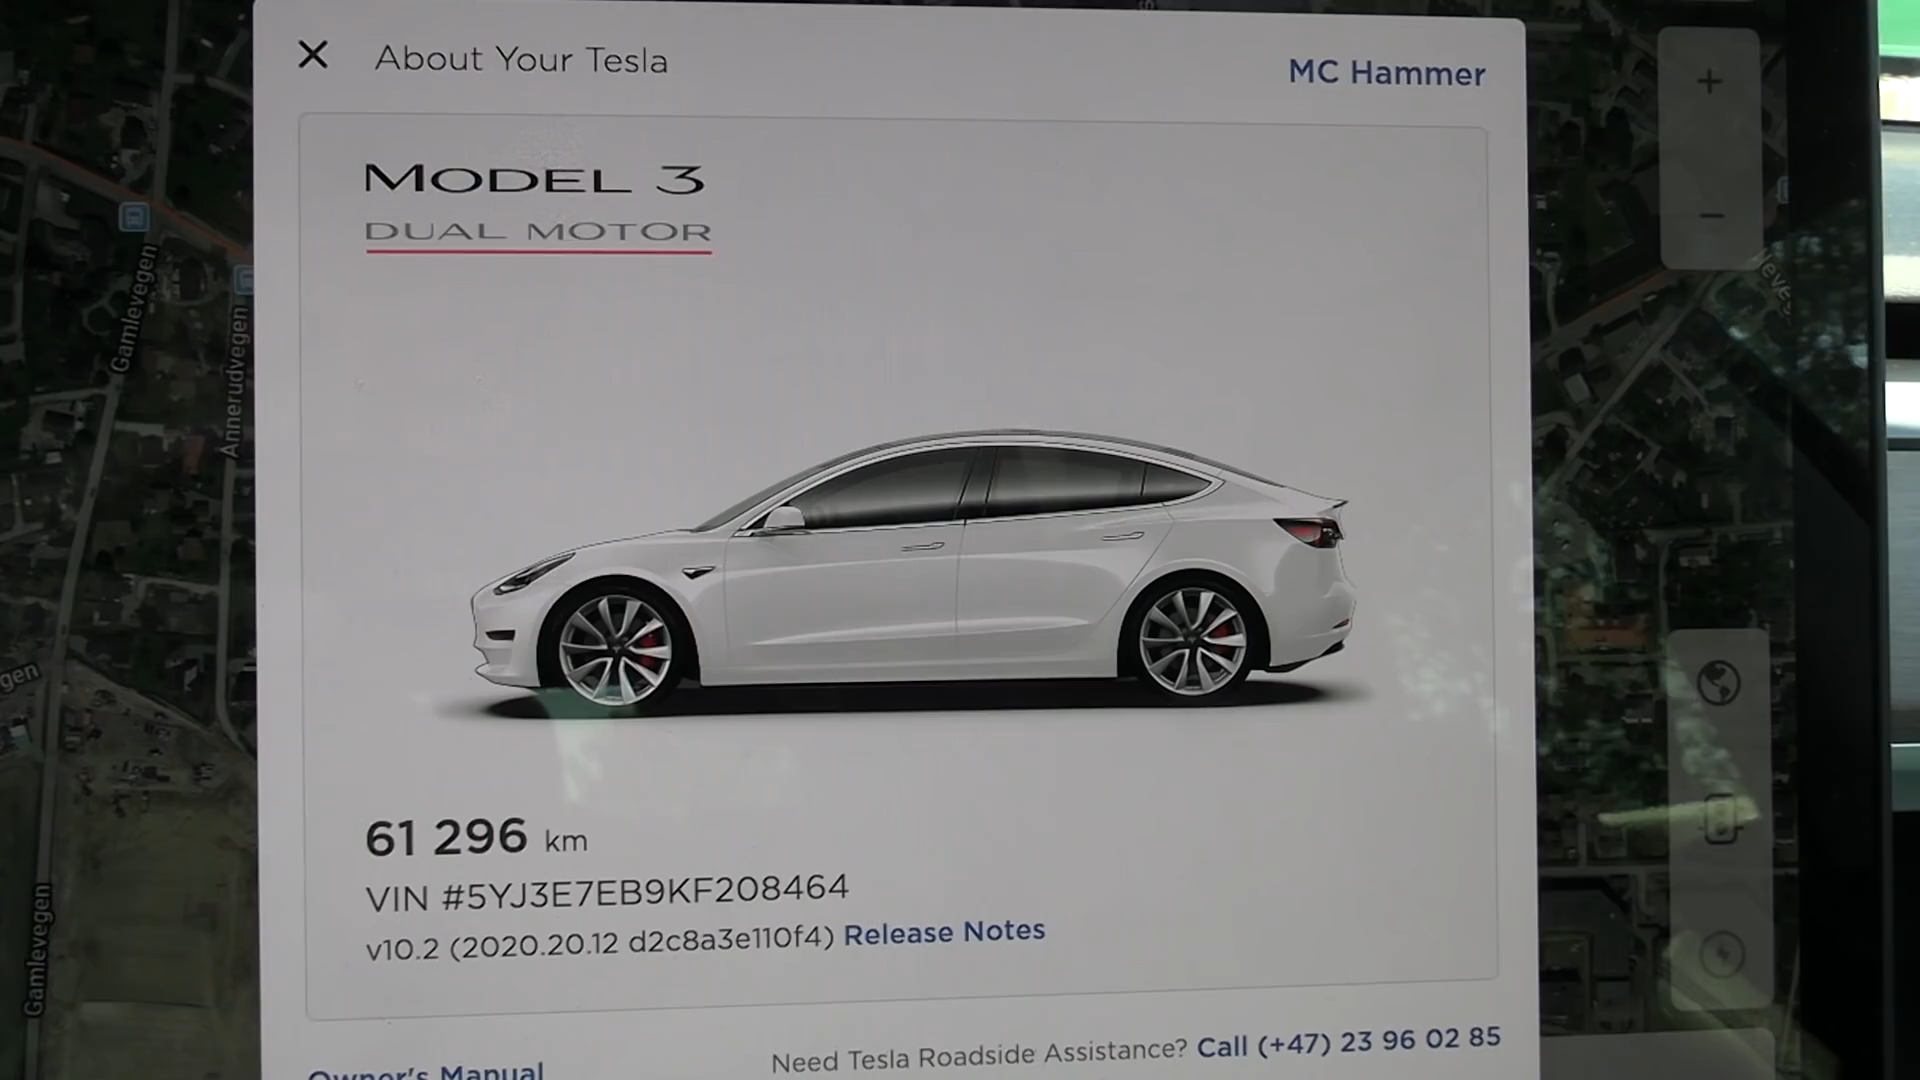 About Your Tesla
MC Hammer
MODEL 3
DUAL MOTOR
61 296 km
VIN #5YJ3E7EB9KF208464
v10.2 (2020.20.12 d2c8a3e110f4) Release Notes
Owner's Manual
Need Tesla Roadside Assistance? Call (+47) 23 96 02 85
Gamlevegen
Annerudvegen
gen
Gamlevegen